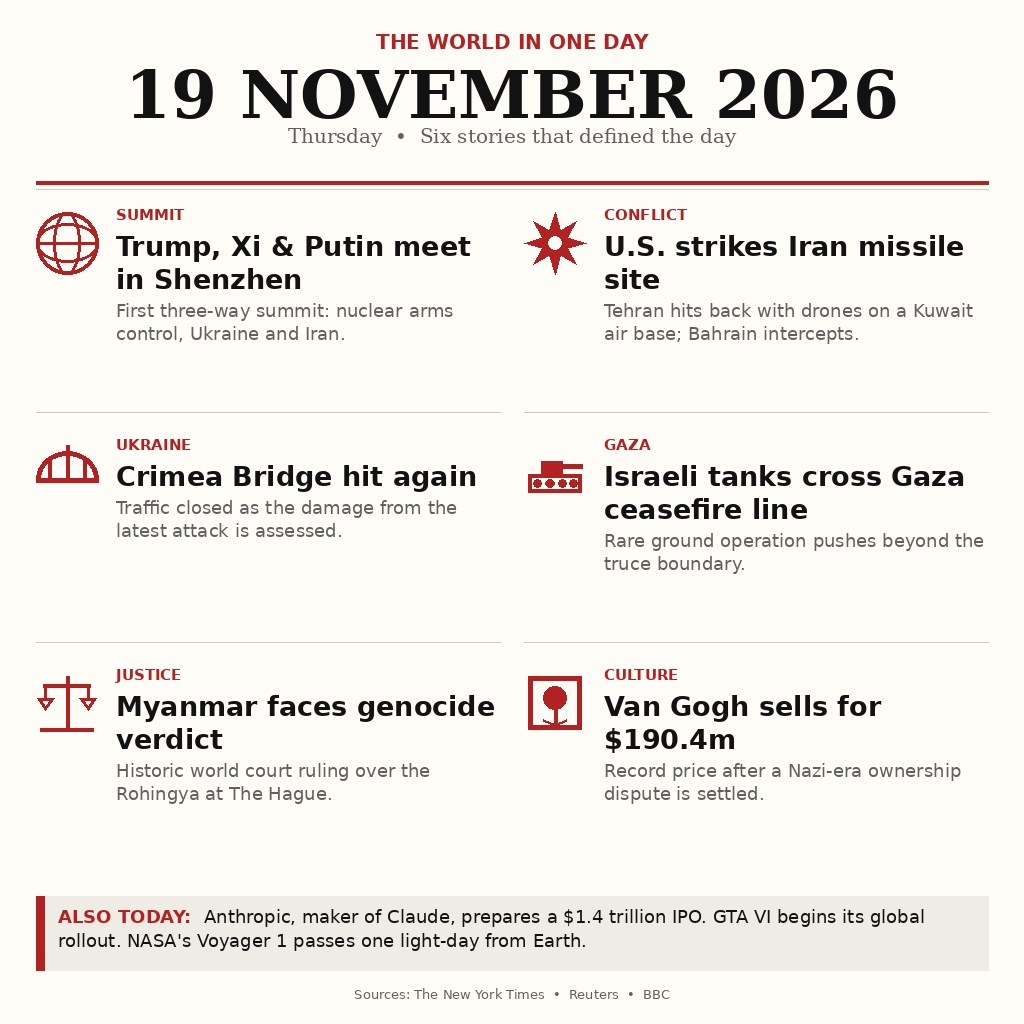 THE WORLD IN ONE DAY
19 NOVEMBER 2026
Thursday • Six stories that defined the day
SUMMIT
Trump, Xi & Putin meet
in Shenzhen
First three-way summit: nuclear arms
control, Ukraine and Iran.
CONFLICT
U.S. strikes Iran missile
site
Tehran hits back with drones on a Kuwait
air base; Bahrain intercepts.
UKRAINE
Crimea Bridge hit again
Traffic closed as the damage from the
latest attack is assessed.
GAZA
Israeli tanks cross Gaza
ceasefire line
Rare ground operation pushes beyond the
truce boundary.
JUSTICE
Myanmar faces genocide
verdict
Historic world court ruling over the
Rohingya at The Hague.
CULTURE
Van Gogh sells for
$190.4m
Record price after a Nazi-era ownership
dispute is settled.
ALSO TODAY: Anthropic, maker of Claude, prepares a $1.4 trillion IPO. GTA VI begins its global
rollout. NASA's Voyager 1 passes one light-day from Earth.
Sources: The New York Times • Reuters • BBC